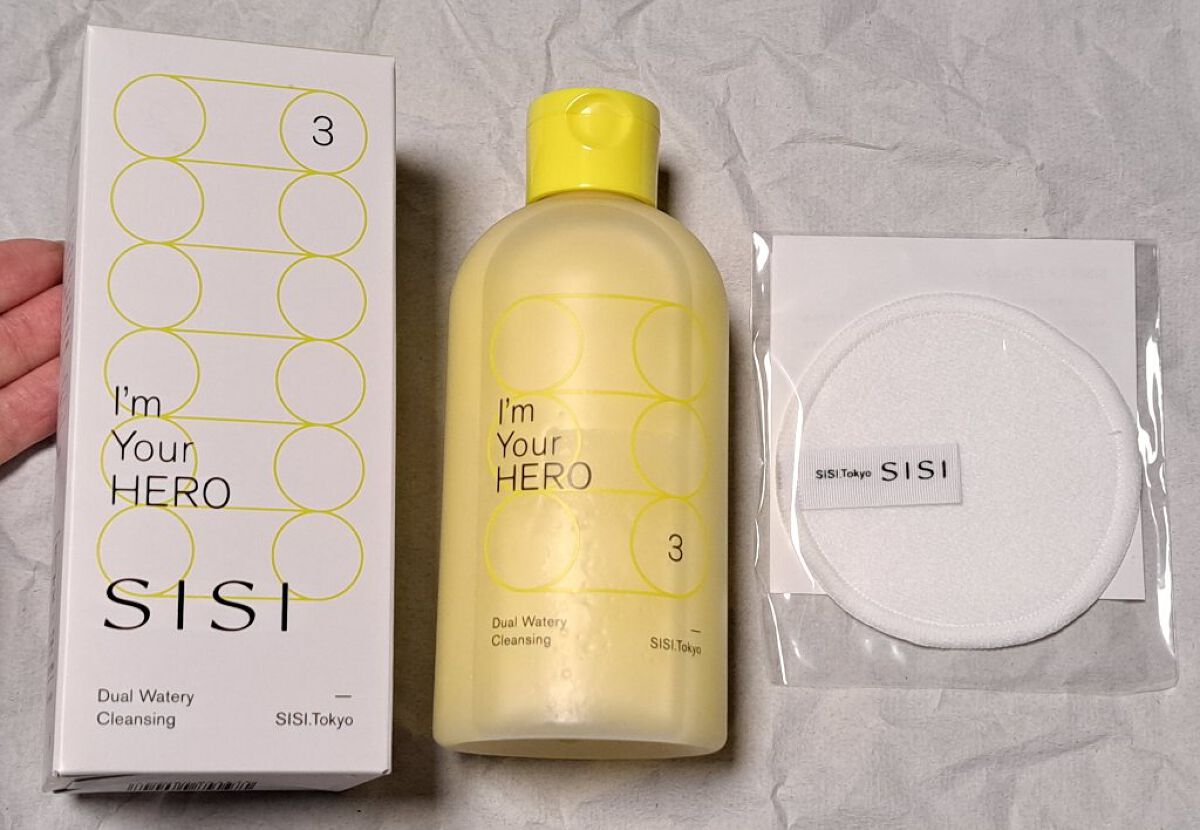 3
I'm
Your
HERO
SISI
Dual Watery
Cleansing
SISI.Tokyo
I'm
Your
HERO
3
Dual Watery
Cleansing
SISI.Tokyo
SISI.Tokyo SISI